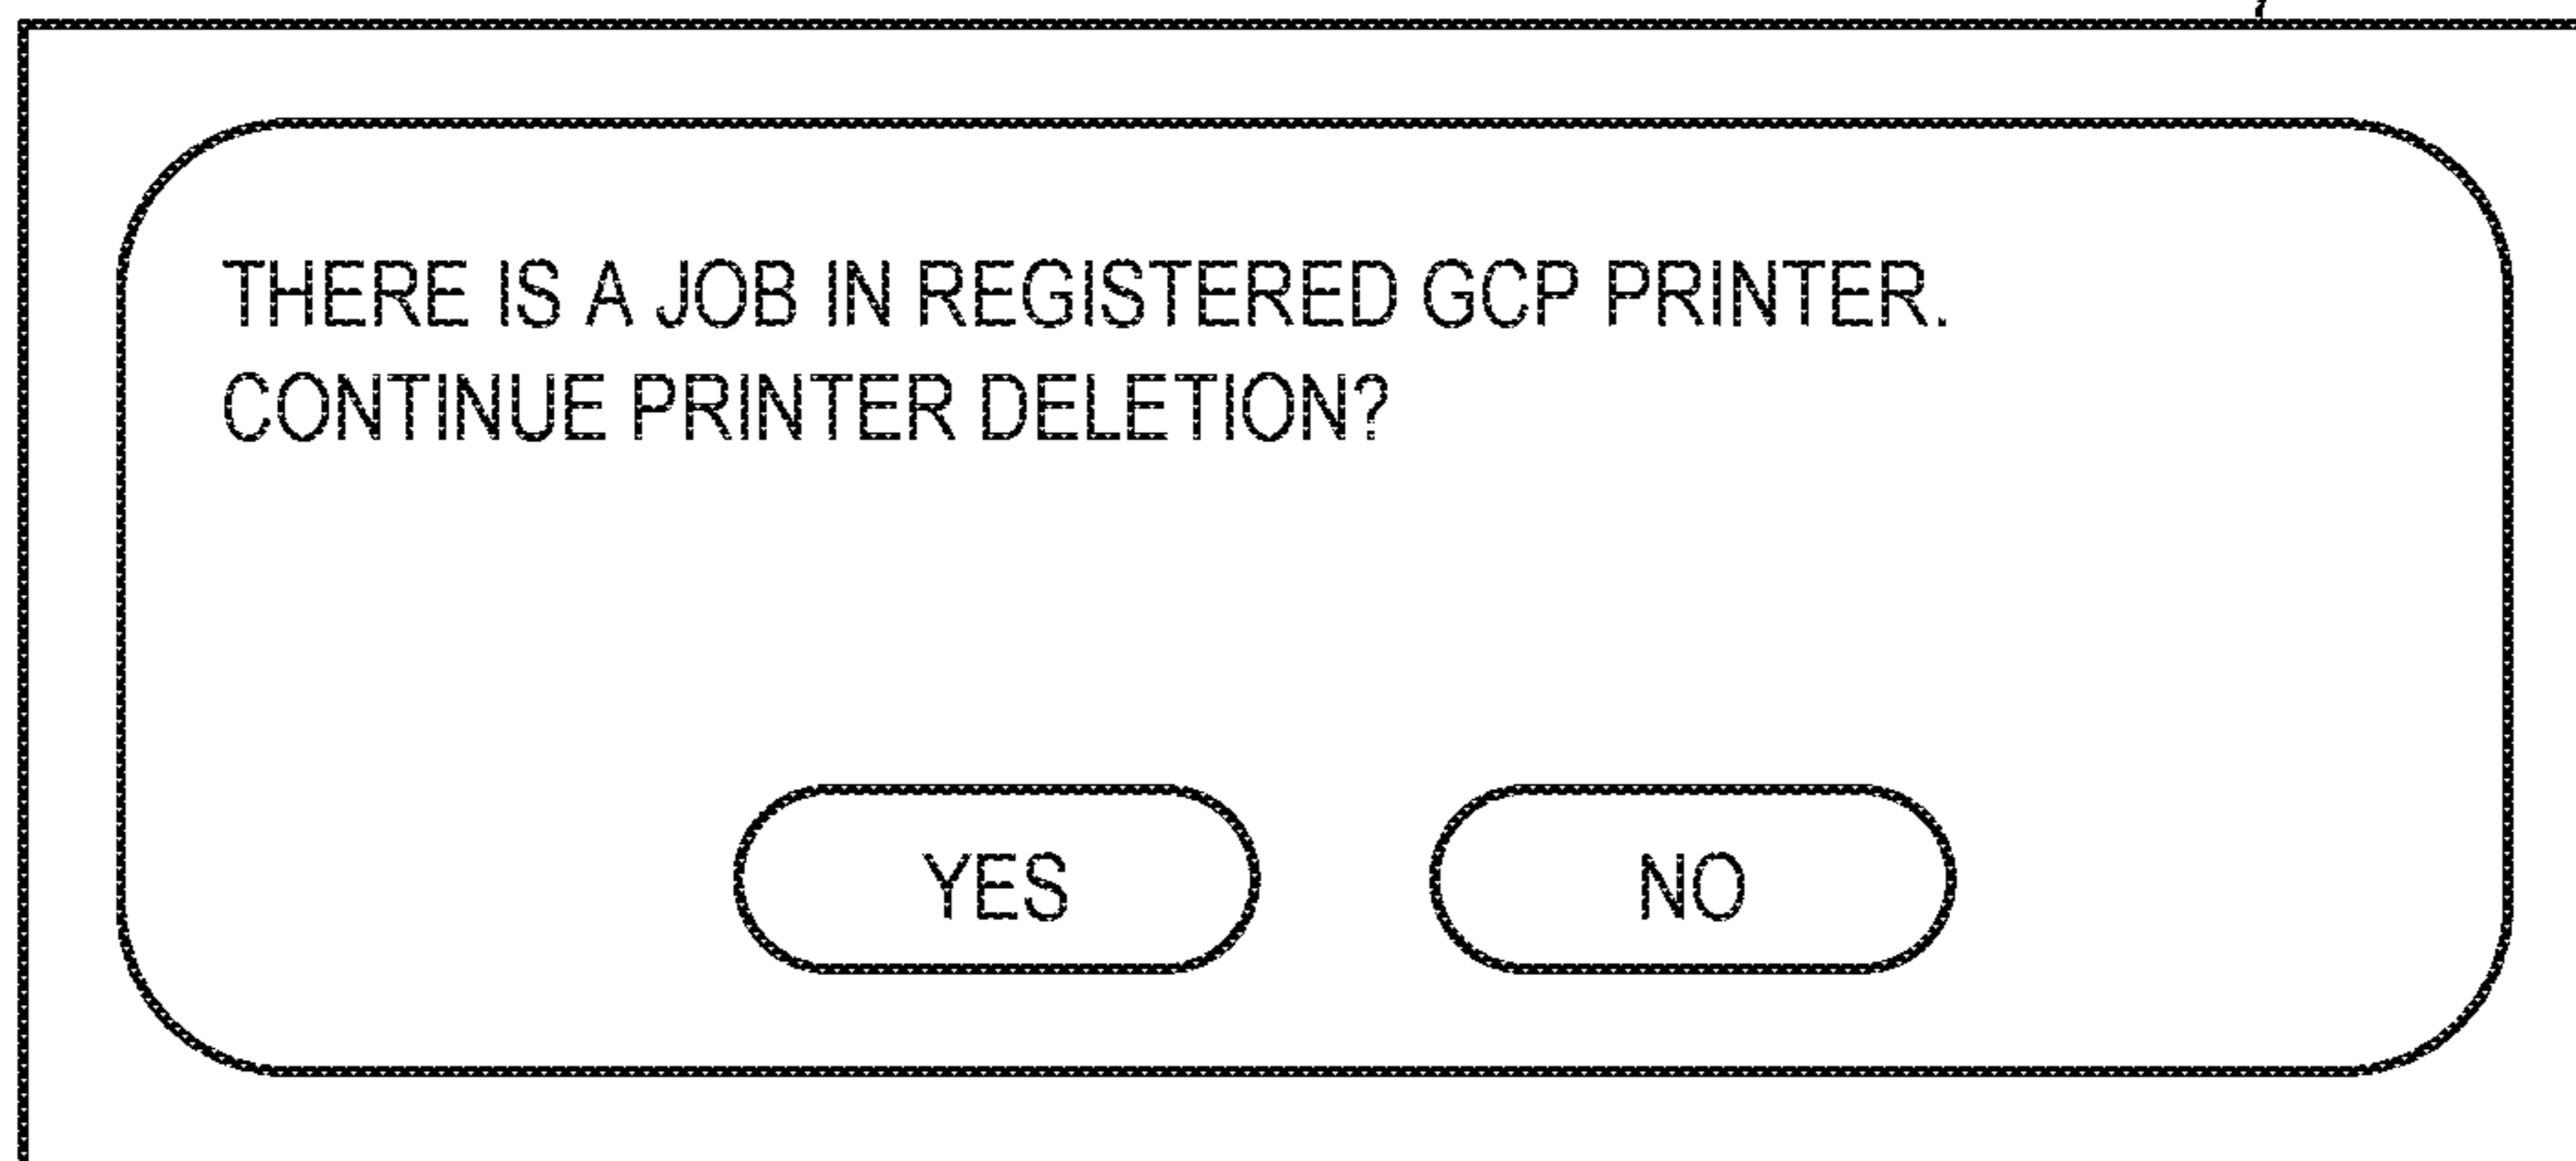 THERE IS A JOB IN REGISTERED GCP PRINTER.
CONTINUE PRINTER DELETION?
YES NO